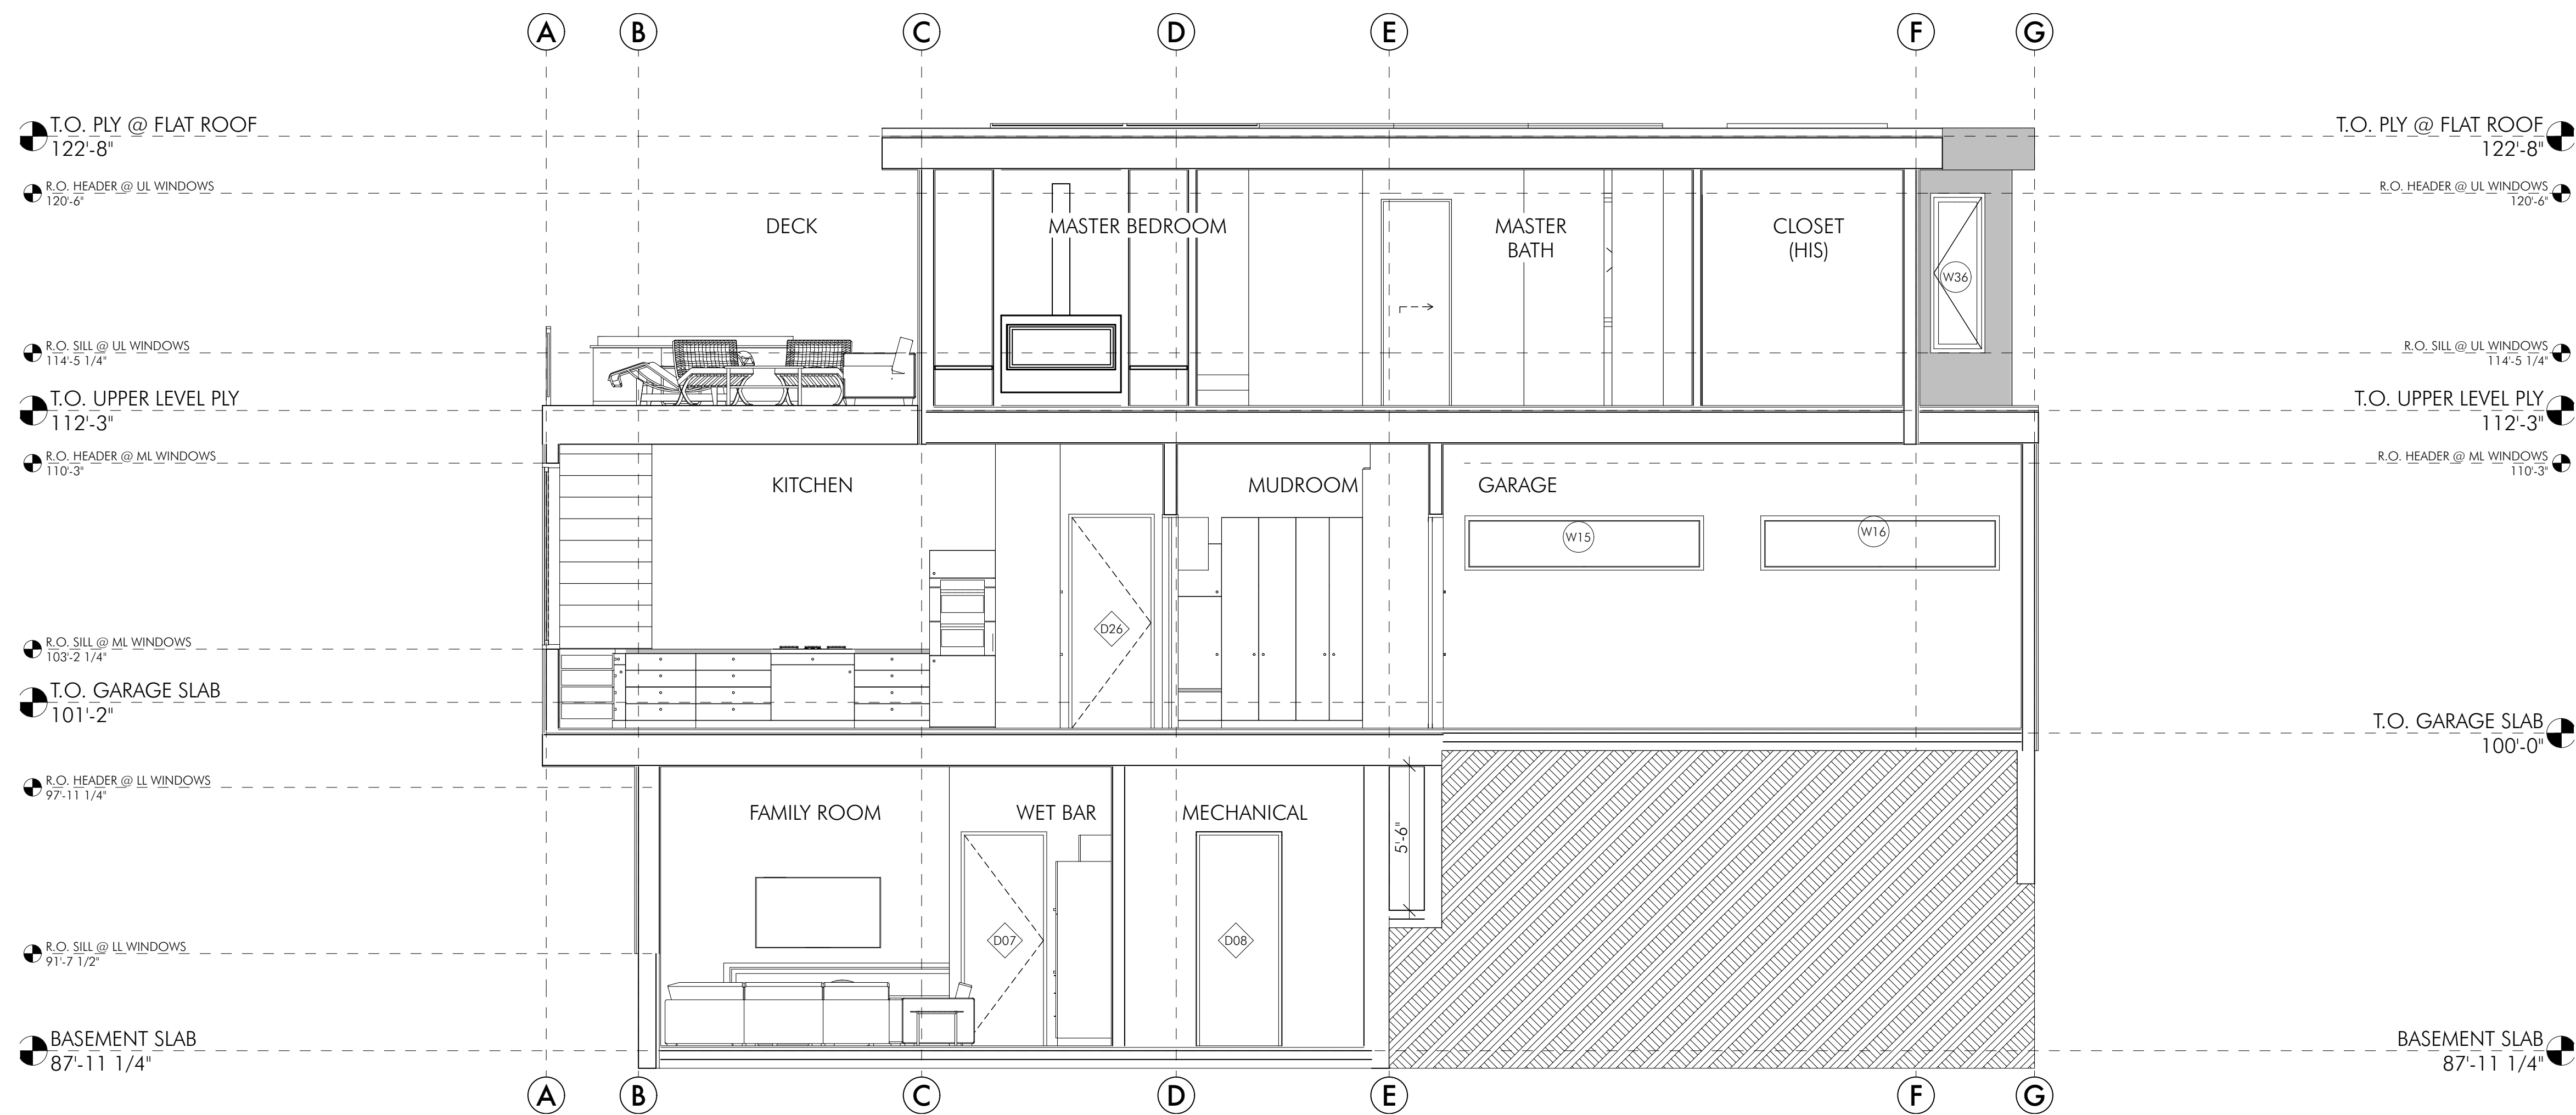 A B C D E F G
T.O. PLY @ FLAT ROOF
122'-8"
T.O. PLY @ FLAT ROOF
122'-8"
R.O. HEADER @ UL WINDOWS
120'-6"
R.O. HEADER @ UL WINDOWS
120'-6"
DECK
MASTER BEDROOM
MASTER
BATH
CLOSET
(HIS)
W36
R.O. SILL @ UL WINDOWS
114'-5 1/4"
R.O. SILL @ UL WINDOWS
114'-5 1/4"
T.O. UPPER LEVEL PLY
112'-3"
T.O. UPPER LEVEL PLY
112'-3"
R.O. HEADER @ ML WINDOWS
110'-3"
R.O. HEADER @ ML WINDOWS
110'-3"
KITCHEN
MUDROOM
GARAGE
W15
W16
D26
R.O. SILL @ ML WINDOWS
103'-2 1/4"
T.O. GARAGE SLAB
101'-2"
T.O. GARAGE SLAB
100'-0"
R.O. HEADER @ LL WINDOWS
97'-11 1/4"
FAMILY ROOM
WET BAR
MECHANICAL
5'-6"
D07
D08
R.O. SILL @ LL WINDOWS
91'-7 1/2"
BASEMENT SLAB
87'-11 1/4"
BASEMENT SLAB
87'-11 1/4"
A B C D E F G